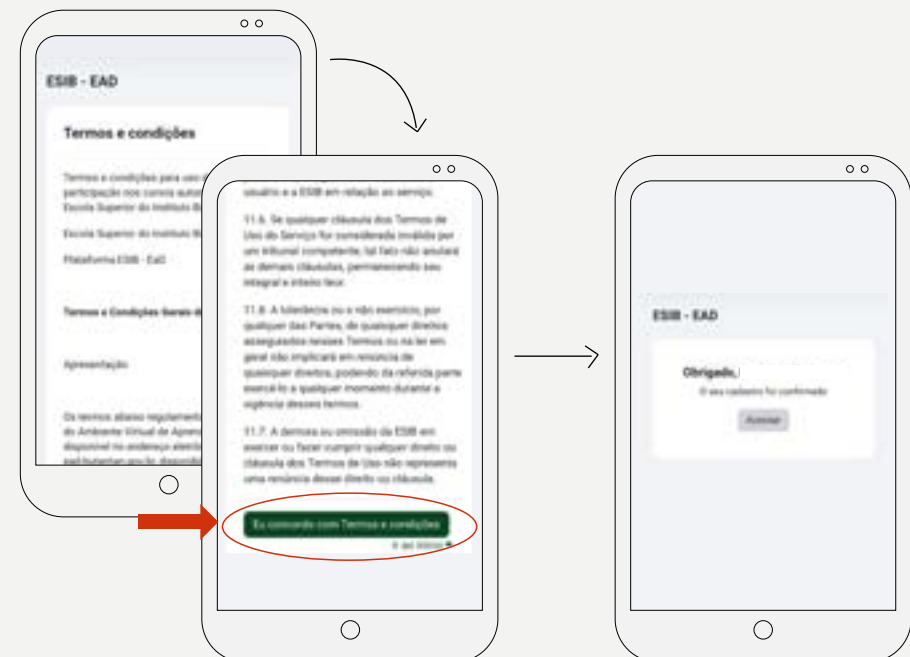 ESIB - EAD
Termos e condições
Termos e condições para uso
participação nos cursos
Escola Superior do Instituto
Escola Superior do Instituto
Plataforma ESIB - EaD
Termos e Condições Gerais
Apresentação
Os termos abaixo
do Ambiente Virtual de
disponível no endereço
usuário e a ESIB em relação ao serviço.
11.6. Se qualquer cláusula dos Termos de
Uso do Serviço for considerada inválida por
um tribunal competente, tal fato não anulará
as demais cláusulas, permanecendo seu
integral e inteiro teor.
11.8. A tolerância ou o não exercício, por
qualquer das Partes, de quaisquer direitos
assegurados nesses Termos ou na lei em
geral não implicará em renúncia de
quaisquer direitos, podendo da referida parte
exercê-lo a qualquer momento durante a
vigência desses termos.
11.7. A demora ou omissão da ESIB em
exercer ou fazer cumprir qualquer direito ou
cláusula dos Termos de Uso não representa
uma renúncia desse direito ou cláusula.
Eu concordo com Termos e condições
Ir ao início
ESIB - EAD
Obrigado,
O seu cadastro foi confirmado
Acessar